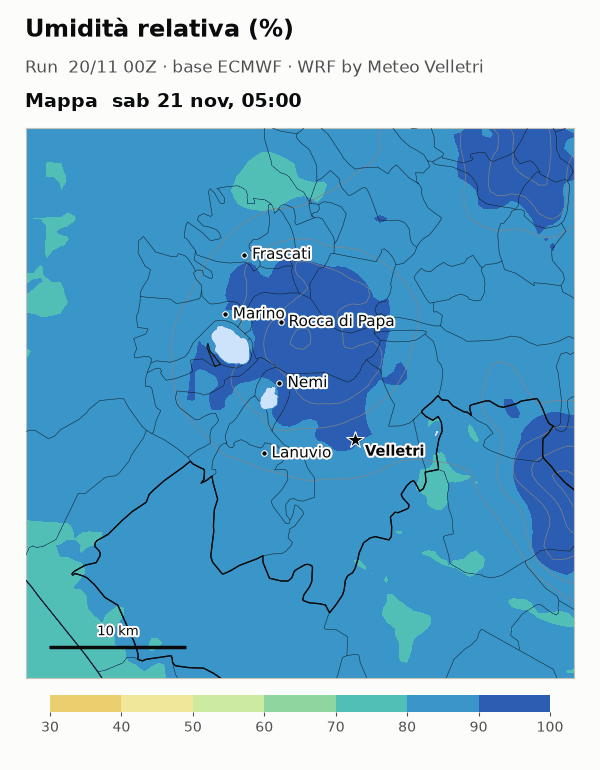 Umidità relativa (%)
Run  20/11 00Z · base ECMWF · WRF by Meteo Velletri
Mappa  sab 21 nov, 05:00
Frascati
Marino
Rocca di Papa
Nemi
Velletri
Lanuvio
10 km
30 40 50 60 70 80 90 100